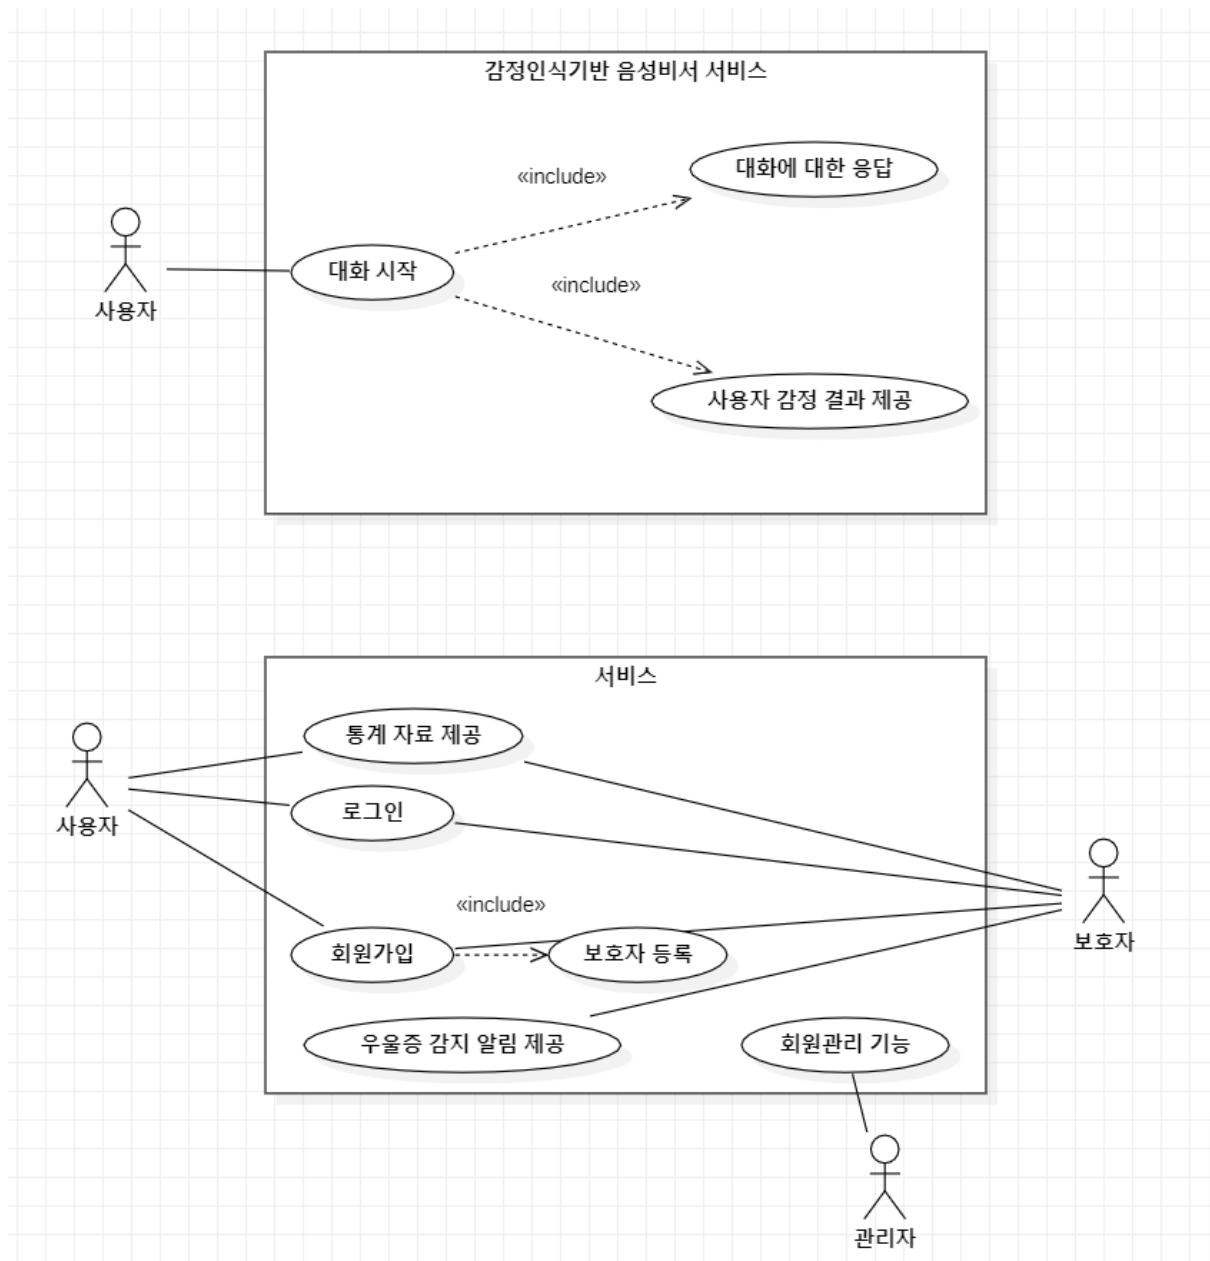 감정인식기반 음성비서 서비스
대화에 대한 응답
«include»
대화 시작
«include»
사용자
사용자 감정 결과 제공
서비스
통계 자료 제공
로그인
사용자
«include»
회원가입
보호자 등록
보호자
우울증 감지 알림 제공
회원관리 기능
관리자